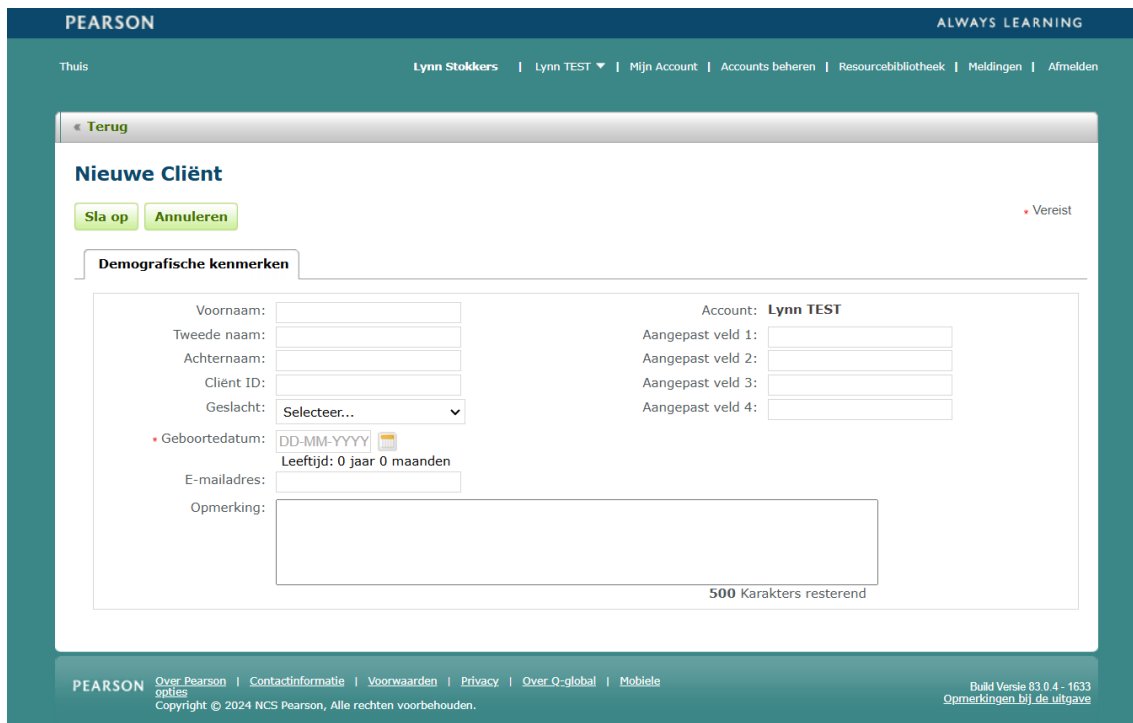 PEARSON ALWAYS LEARNING
Thuis Lynn Stokkers | Lynn TEST ▼ | Mijn Account | Accounts beheren | Resourcebibliotheek | Meldingen | Afmelden
« Terug
Nieuwe Cliënt
Sla op Annuleren * Vereist
Demografische kenmerken
Voornaam: Account: Lynn TEST
Tweede naam: Aangepast veld 1:
Achternaam: Aangepast veld 2:
Cliënt ID: Aangepast veld 3:
Geslacht: Selecteer... Aangepast veld 4:
* Geboortedatum: DD-MM-YYYY
Leeftijd: 0 jaar 0 maanden
E-mailadres:
Opmerking:
500 Karakters resterend
PEARSON Over Pearson | Contactinformatie | Voorwaarden | Privacy | Over Q-global | Mobiele
opties
Copyright © 2024 NCS Pearson, Alle rechten voorbehouden.
Build Versie 83.0.4 - 1633
Opmerkingen bij de uitgave